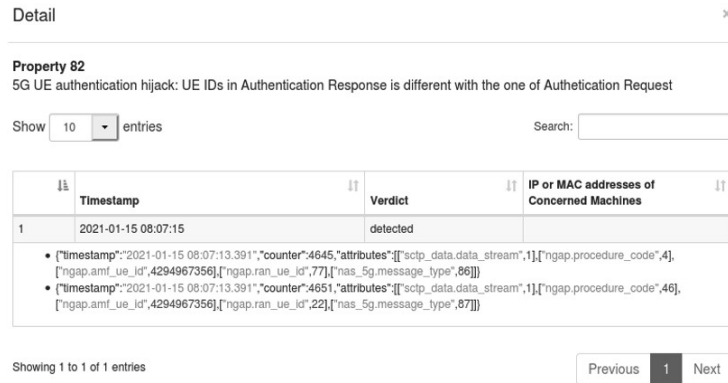 Detail
×
Property 82
5G UE authentication hijack: UE IDs in Authentication Response is different with the one of Authetication Request
Show 10 entries Search:
Timestamp Verdict IP or MAC addresses of
Concerned Machines
1 2021-01-15 08:07:15 detected
• {"timestamp":"2021-01-15 08:07:13.391","counter":4645,"attributes":[["sctp_data.data_stream",1],["ngap.procedure_code",4],
["ngap.amf_ue_id",4294967356],["ngap.ran_ue_id",77],["nas_5g.message_type",86]]}
• {"timestamp":"2021-01-15 08:07:13.391","counter":4651,"attributes":[["sctp_data.data_stream",1],["ngap.procedure_code",46],
["ngap.amf_ue_id",4294967356],["ngap.ran_ue_id",22],["nas_5g.message_type",87]]}
Showing 1 to 1 of 1 entries
Previous 1 Next